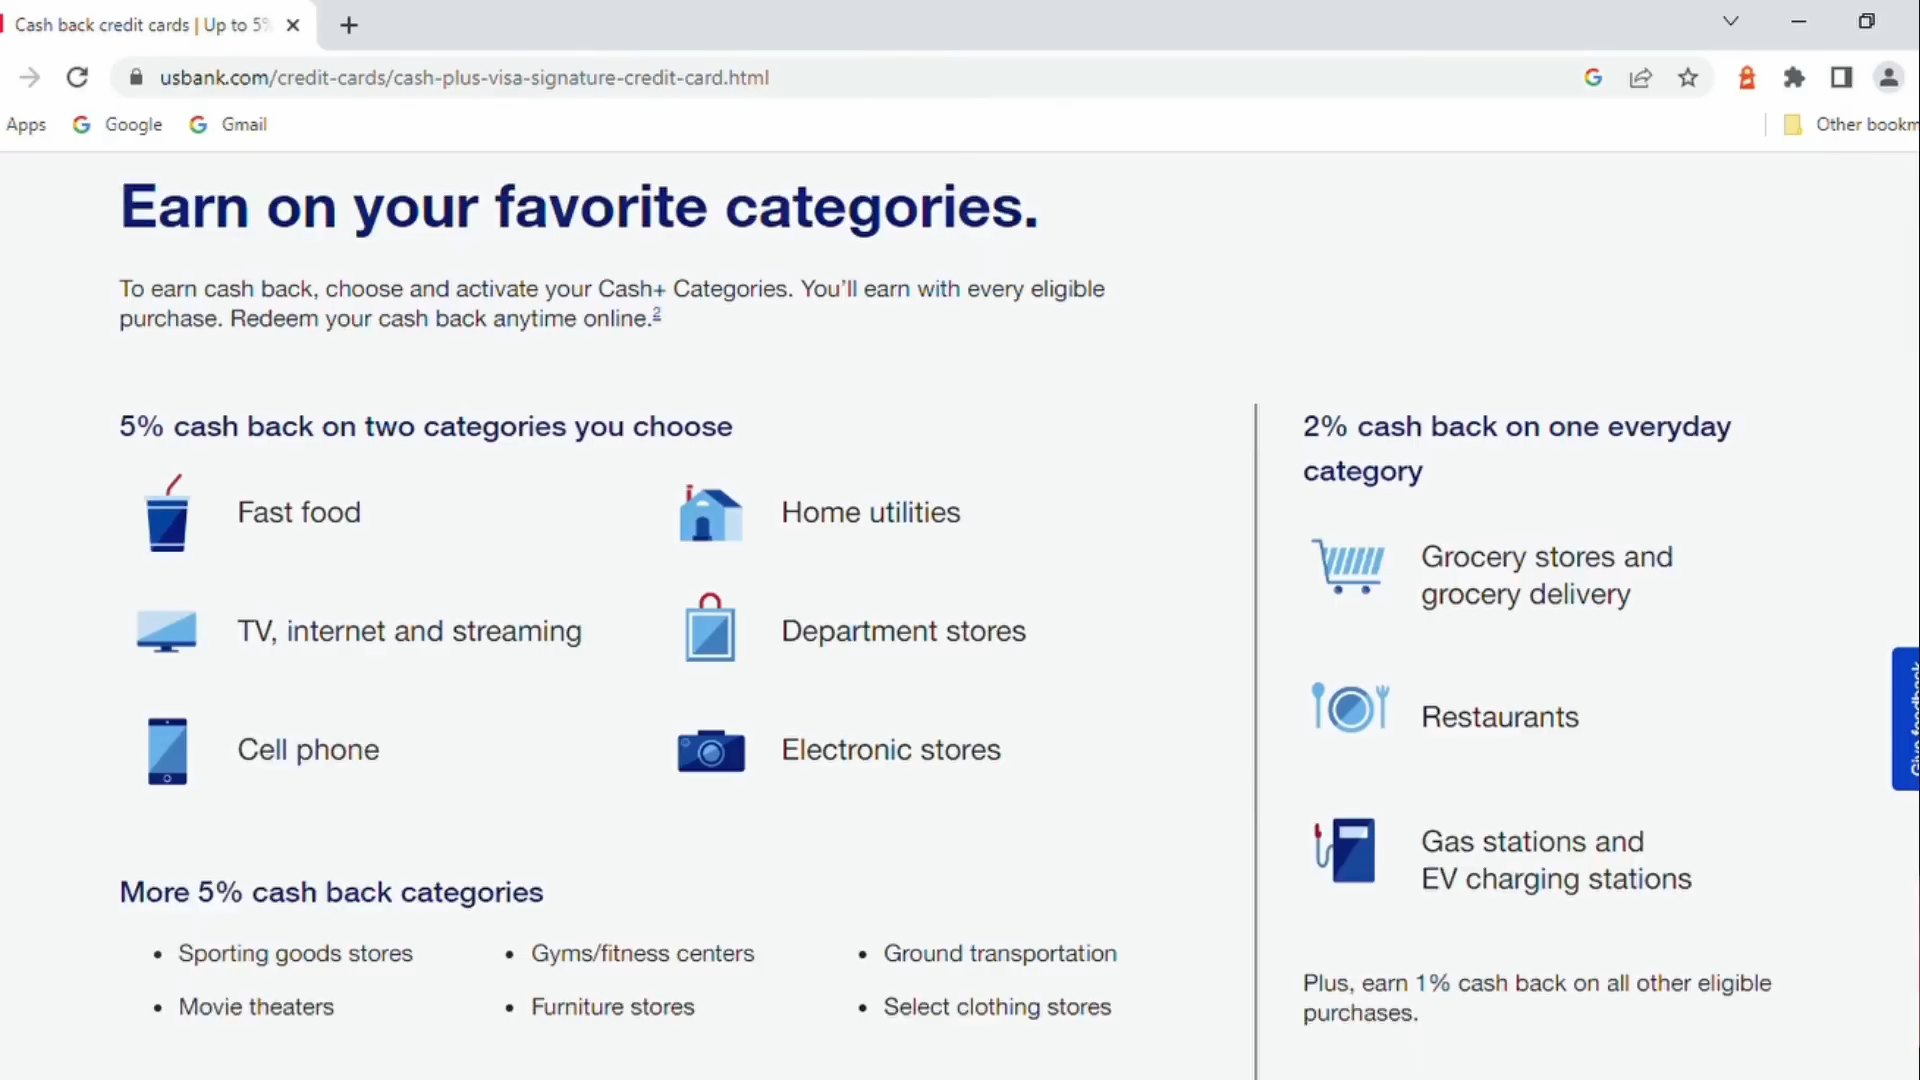 Cash back credit cards | Up to 5%
usbank.com/credit-cards/cash-plus-visa-signature-credit-card.html
Apps
Google
Gmail
Other bookm
Earn on your favorite categories.
To earn cash back, choose and activate your Cash+ Categories. You'll earn with every eligible
purchase. Redeem your cash back anytime online.2
5% cash back on two categories you choose
Fast food
Home utilities
TV, internet and streaming
Department stores
Cell phone
Electronic stores
More 5% cash back categories
• Sporting goods stores
• Gyms/fitness centers
• Ground transportation
• Movie theaters
• Furniture stores
• Select clothing stores
2% cash back on one everyday
category
Grocery stores and
grocery delivery
Restaurants
Gas stations and
EV charging stations
Plus, earn 1% cash back on all other eligible
purchases.
Give feedback